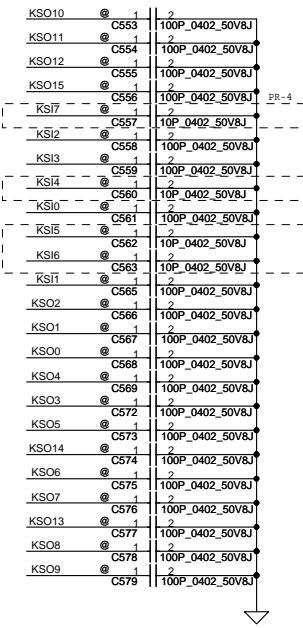 KSO10 @ 1 2
C553 100P_0402_50V8J
KSO11 @ 1 2
C554 100P_0402_50V8J
KSO12 @ 1 2
C555 100P_0402_50V8J
KSO15 @ 1 2
C556 100P_0402_50V8J PR-4
KSI7 @ 1 2
C557 10P_0402_50V8J
KSI2 @ 1 2
C558 100P_0402_50V8J
KSI3 @ 1 2
C559 100P_0402_50V8J
KSI4 @ 1 2
C560 10P_0402_50V8J
KSI0 @ 1 2
C561 100P_0402_50V8J
KSI5 @ 1 2
C562 10P_0402_50V8J
KSI6 @ 1 2
C563 10P_0402_50V8J
KSI1 @ 1 2
C565 100P_0402_50V8J
KSO2 @ 1 2
C566 100P_0402_50V8J
KSO1 @ 1 2
C567 100P_0402_50V8J
KSO0 @ 1 2
C568 100P_0402_50V8J
KSO4 @ 1 2
C569 100P_0402_50V8J
KSO3 @ 1 2
C572 100P_0402_50V8J
KSO5 @ 1 2
C573 100P_0402_50V8J
KSO14 @ 1 2
C574 100P_0402_50V8J
KSO6 @ 1 2
C575 100P_0402_50V8J
KSO7 @ 1 2
C576 100P_0402_50V8J
KSO13 @ 1 2
C577 100P_0402_50V8J
KSO8 @ 1 2
C578 100P_0402_50V8J
KSO9 @ 1 2
C579 100P_0402_50V8J